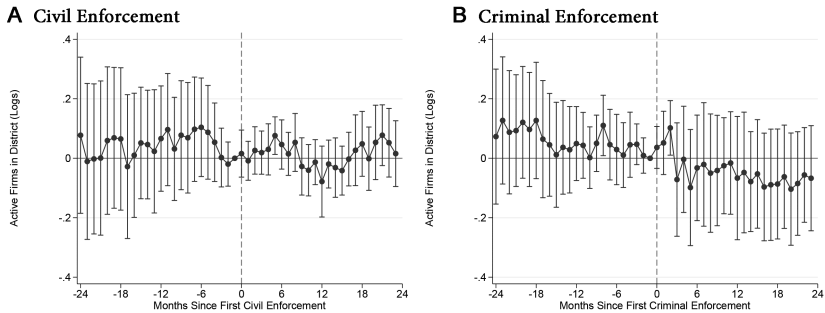 A Civil Enforcement
Active Firms in District (Logs)
.4
.2
0
-.2
-.4
-24 -18 -12 -6 0 6 12 18 24
Months Since First Civil Enforcement
B Criminal Enforcement
Active Firms in District (Logs)
.4
.2
0
-.2
-.4
-24 -18 -12 -6 0 6 12 18 24
Months Since First Criminal Enforcement